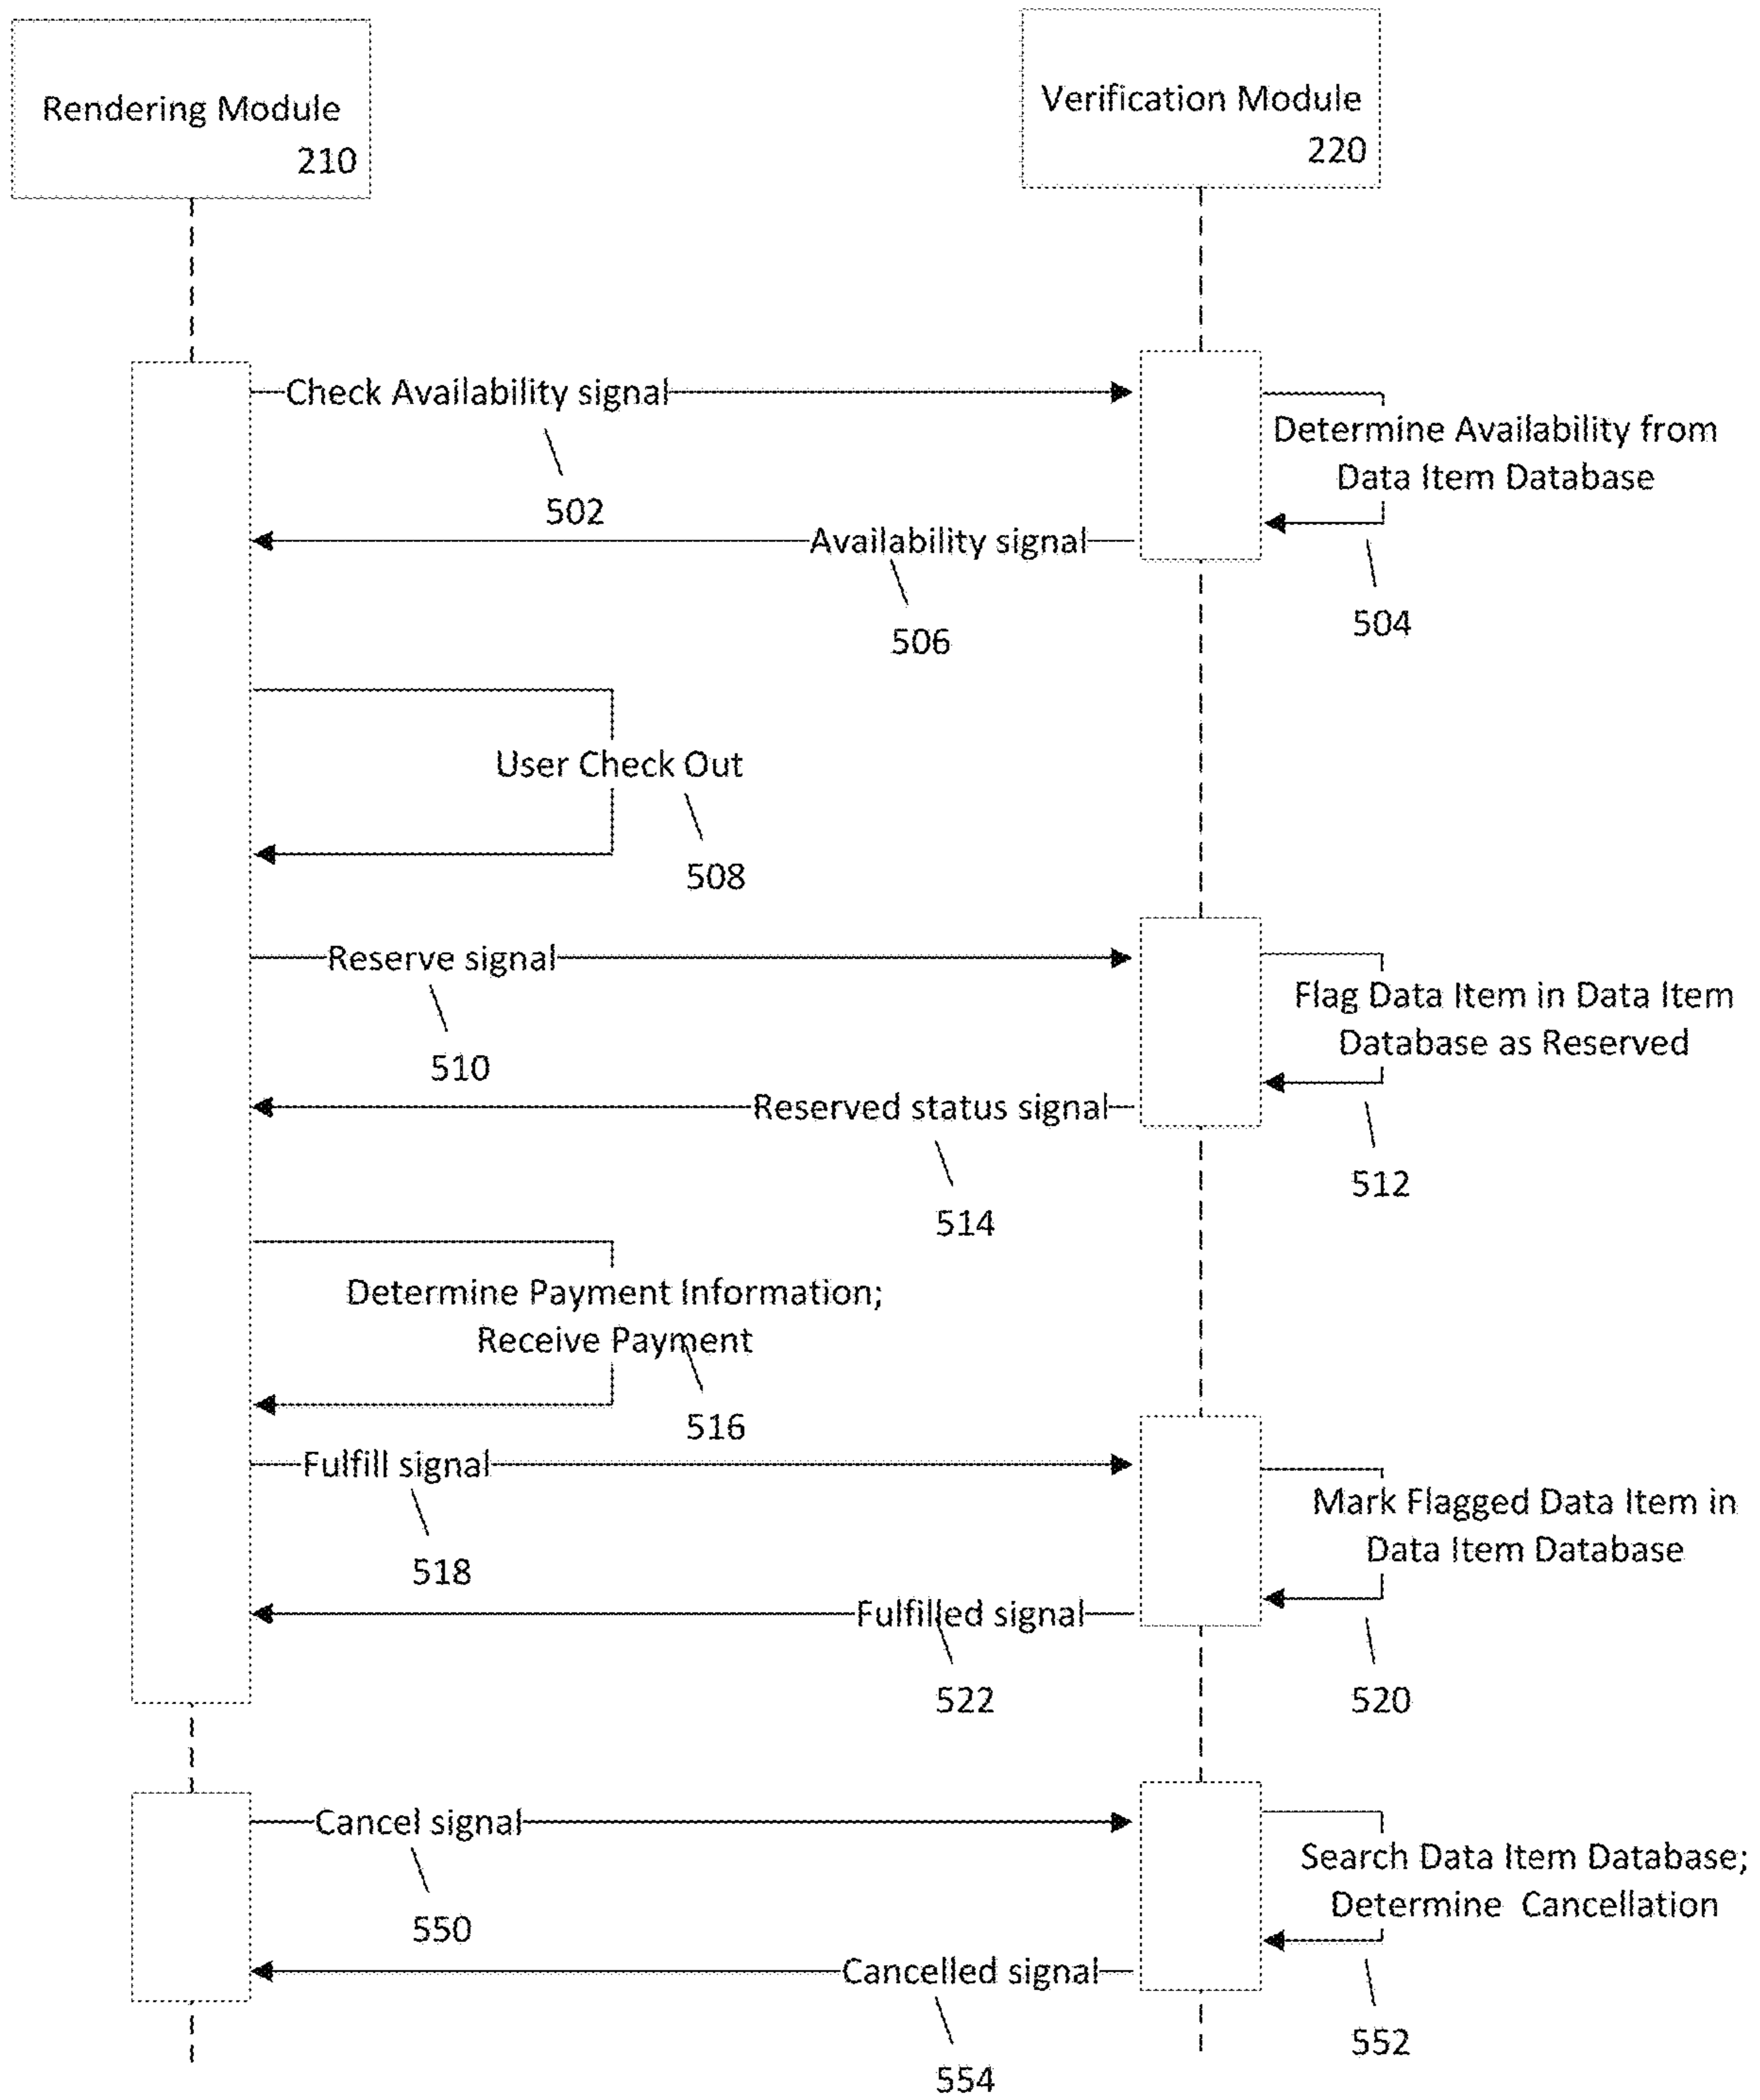 Rendering Module
210
Verification Module
220
Check Availability signal
502
Determine Availability from
Data Item Database
504
Availability signal
506
User Check Out
508
Reserve signal
510
Flag Data Item in Data Item
Database as Reserved
512
Reserved status signal
514
Determine Payment Information;
Receive Payment
516
Fulfill signal
518
Mark Flagged Data Item in
Data Item Database
520
Fulfilled signal
522
Cancel signal
550
Search Data Item Database;
Determine Cancellation
552
Cancelled signal
554